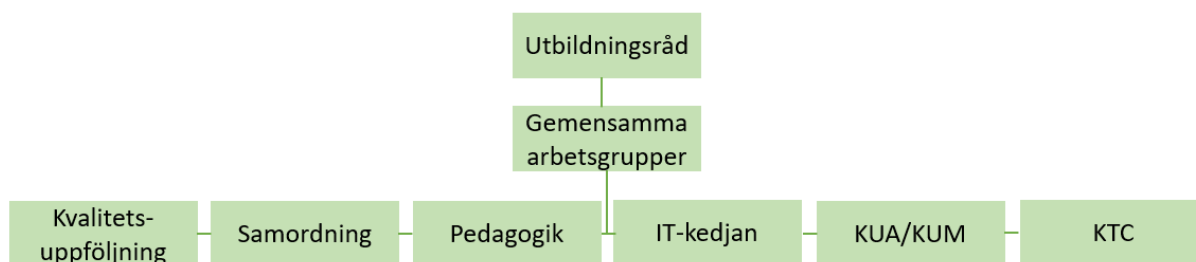 Utbildningsråd
Gemensamma
arbetsgrupper
Kvalitets-
uppföljning
Samordning
Pedagogik
IT-kedjan
KUA/KUM
KTC